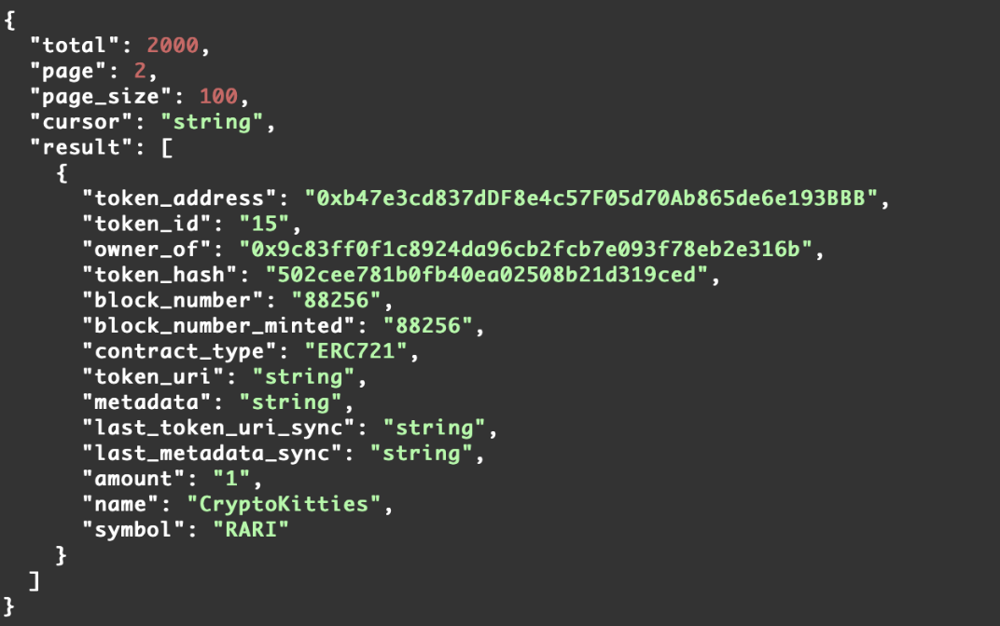 {
  "total": 2000,
  "page": 2,
  "page_size": 100,
  "cursor": "string",
  "result": [
    {
      "token_address": "0xb47e3cd837dDF8e4c57F05d70Ab865de6e193BBB",
      "token_id": "15",
      "owner_of": "0x9c83ff0f1c8924da96cb2fcb7e093f78eb2e316b",
      "token_hash": "502cee781b0fb40ea02508b21d319ced",
      "block_number": "88256",
      "block_number_minted": "88256",
      "contract_type": "ERC721",
      "token_uri": "string",
      "metadata": "string",
      "last_token_uri_sync": "string",
      "last_metadata_sync": "string",
      "amount": "1",
      "name": "CryptoKitties",
      "symbol": "RARI"
    }
  ]
}